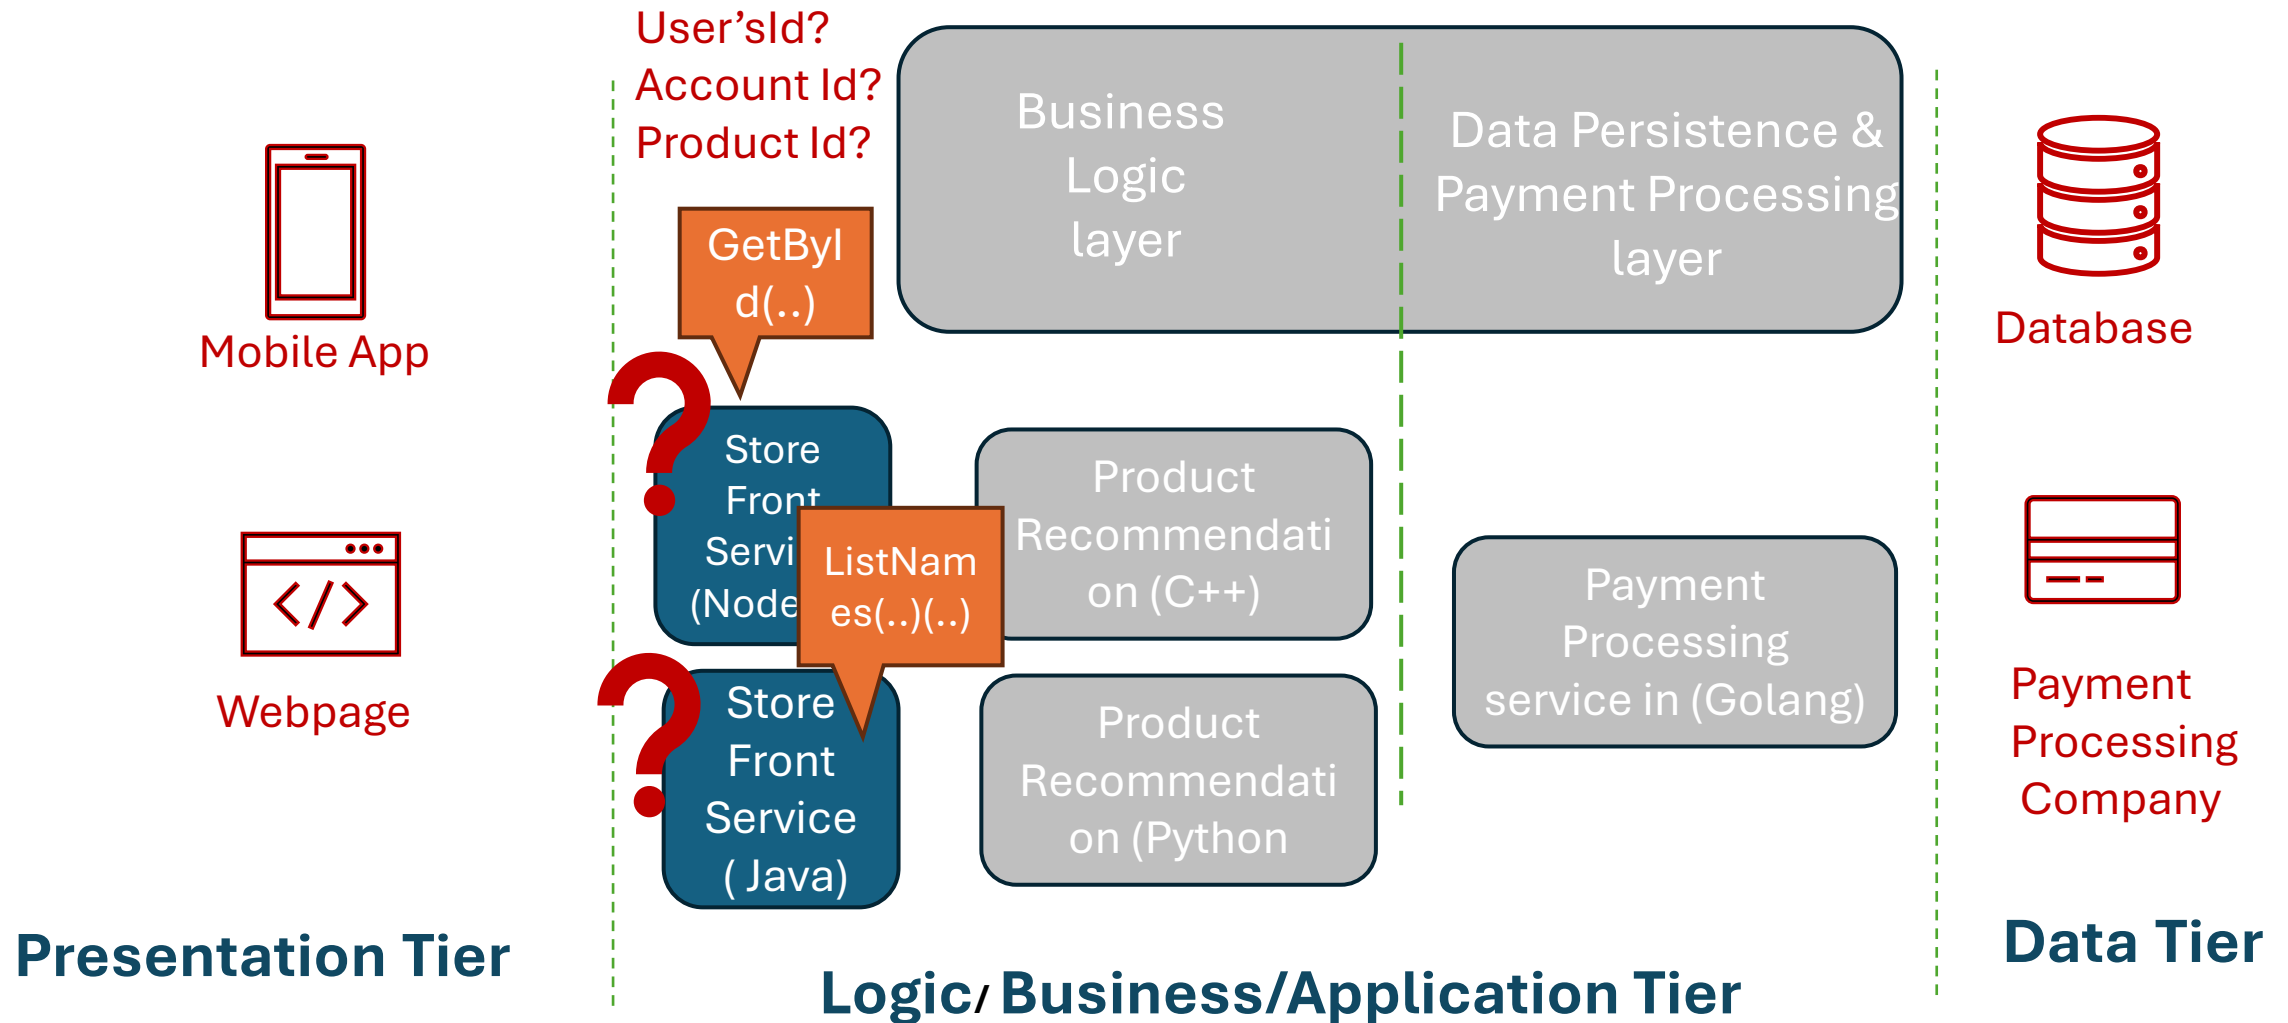 User'sId?
Account Id?
Product Id?
Business
Logic
layer
Data Persistence &
Payment Processing
layer
GetByI
d(..)
Mobile App
Database
Store
Front
Servi
(Node
ListNam
es(..)(..)
Product
Recommendati
on (C++)
Payment
Processing
service in (Golang)
Webpage
Store
Front
Service
( Java)
Product
Recommendati
on (Python
Payment
Processing
Company
Presentation Tier
Logic/ Business/Application Tier
Data Tier